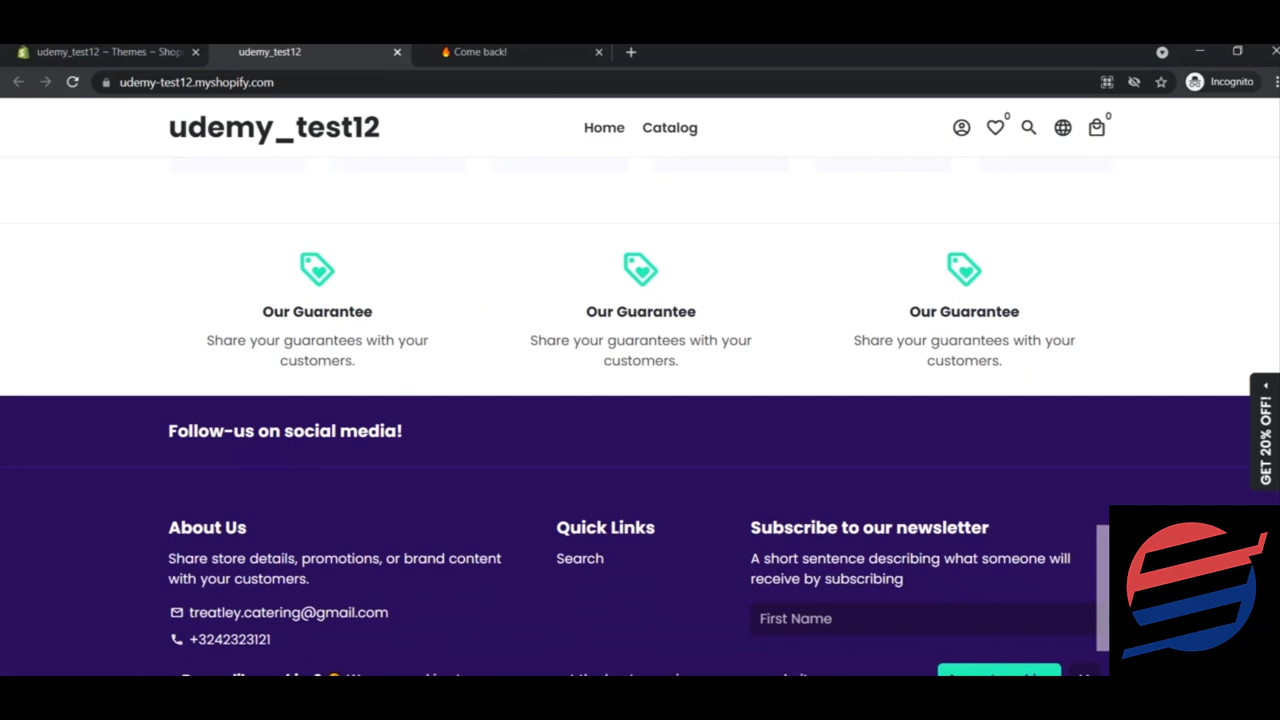 udemy_test12 ~ Themes ~ Shop
udemy_test12
🔥 Come back!
udemy-test12.myshopify.com
Incognito
udemy_test12
Home
Catalog
0
0
Our Guarantee
Share your guarantees with your
customers.
Our Guarantee
Share your guarantees with your
customers.
Our Guarantee
Share your guarantees with your
customers.
GET 20% OFF!
Follow-us on social media!
About Us
Share store details, promotions, or brand content
with your customers.
treatley.catering@gmail.com
+3242323121
Quick Links
Search
Subscribe to our newsletter
A short sentence describing what someone will
receive by subscribing
First Name